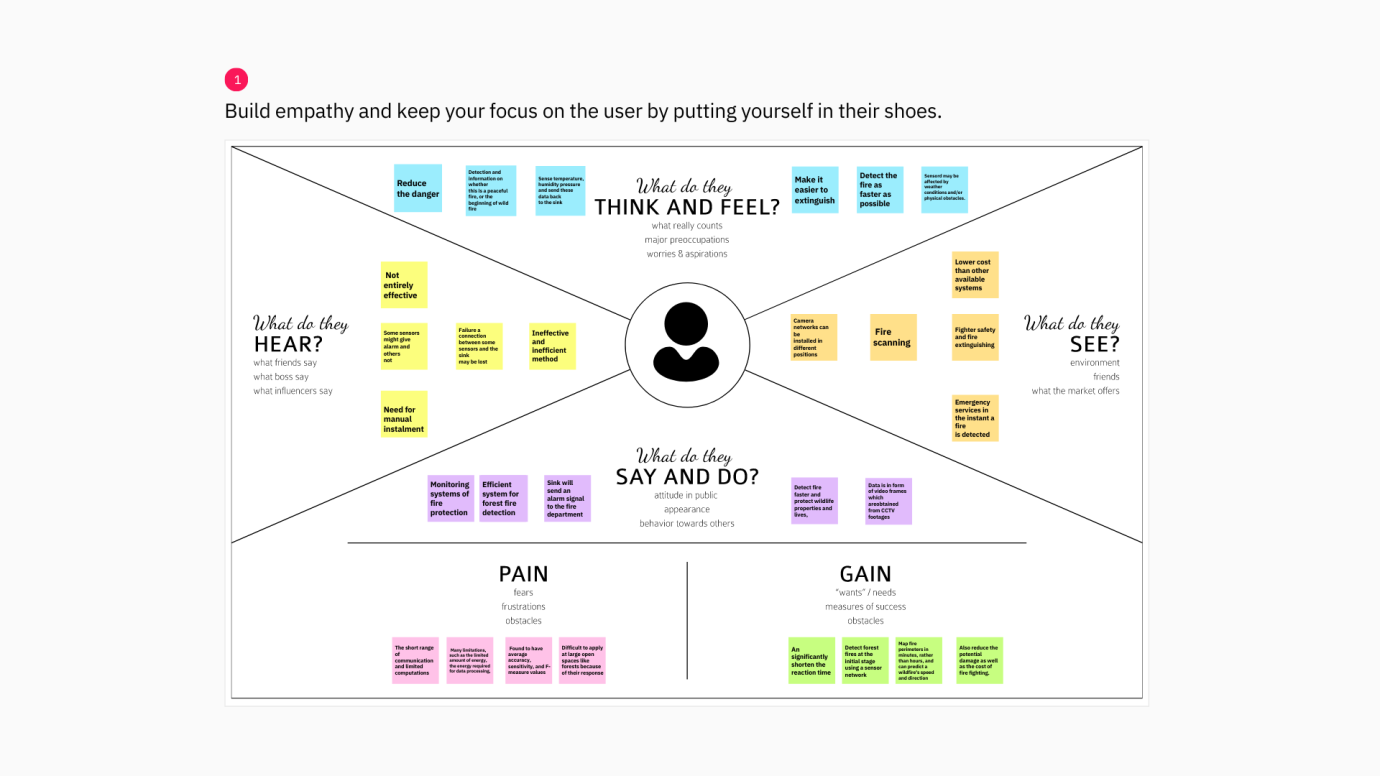 1
Build empathy and keep your focus on the user by putting yourself in their shoes.
Reduce
the danger
Detection and
information on
whether
this is a peaceful
fire, or the
beginning of wild
fire
Sense temperature,
humidity pressure
and send these
data back
to the sink
What do they
THINK AND FEEL?
what really counts
major preoccupations
worries & aspirations
Make it
easier to
extinguish
Detect the
fire as
faster as
possible
Sensord may be
affected by
weather
conditions and/or
physical obstacles.
What do they
HEAR?
what friends say
what boss say
what influencers say
Not
entirely
effective
Some sensors
might give
alarm and
others
not
Failure a
connection
between some
sensors and the
sink
may be lost
Ineffective
and
inefficient
method
Need for
manual
instalment
Camera
networks can
be
installed in
different
positions
Fire
scanning
Lower cost
than other
available
systems
Fighter safety
and fire
extinguishing
Emergency
services in
the instant a
fire
is detected
What do they
SEE?
environment
friends
what the market offers
What do they
SAY AND DO?
attitude in public
appearance
behavior towards others
Monitoring
systems of
fire
protection
Efficient
system for
forest fire
detection
Sink will
send an
alarm signal
to the fire
department
Detect fire
faster and
protect wildlife
properties and
lives,
Data is in form
of video frames
which
areobtained
from CCTV
footages
PAIN
fears
frustrations
obstacles
The short range
of
communication
and limited
computations
Many limitations,
such as the limited
amount of energy,
the energy required
for data processing,
Found to have
average
accuracy,
sensitivity, and F-
measure values
Difficult to apply
at large open
spaces like
forests because
of their response
GAIN
"wants" / needs
measures of success
obstacles
An
significantly
shorten the
reaction time
Detect forest
fires at the
initial stage
using a sensor
network
Map fire
perimeters in
minutes, rather
than hours, and
can predict a
wildfire's speed
and direction
Also reduce the
potential
damage as well
as the cost of
fire fighting.